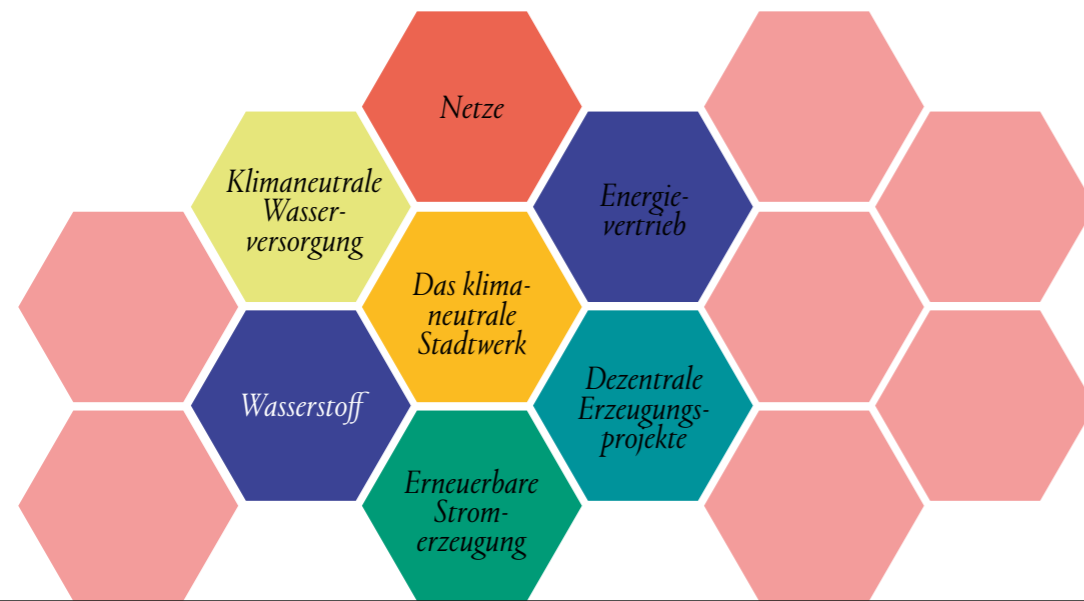 Netze
Klimaneutrale
Wasser-
versorgung
Energie-
vertrieb
Das klima-
neutrale
Stadtwerk
Wasserstoff
Dezentrale
Erzeugungs-
projekte
Erneuerbare
Strom-
erzeugung